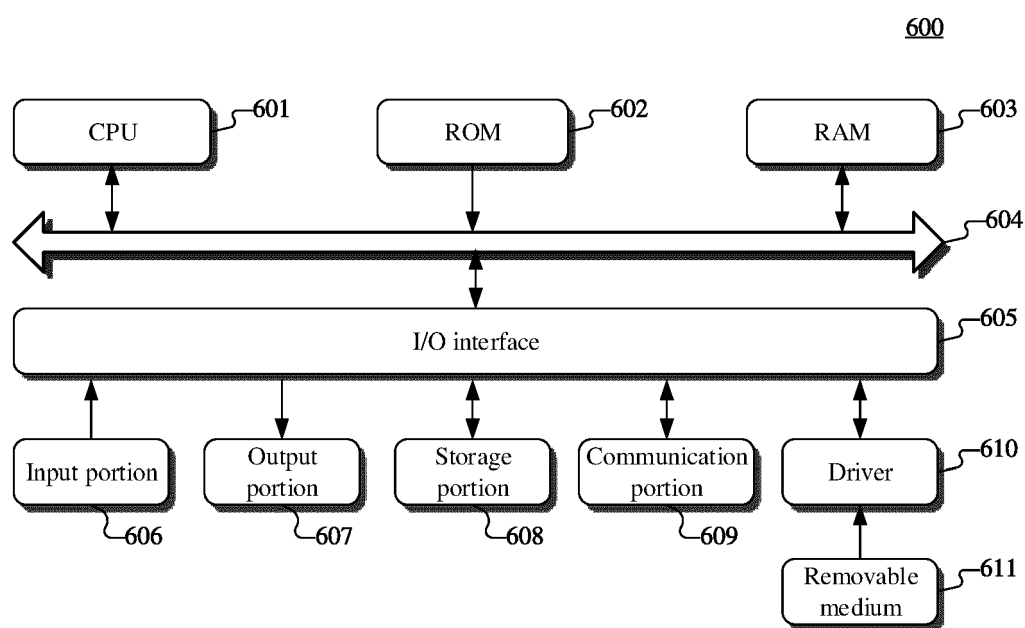 600
CPU
601
ROM
602
RAM
603
604
I/O interface
605
Input portion
606
Output
portion
607
Storage
portion
608
Communication
portion
609
Driver
610
Removable
medium
611